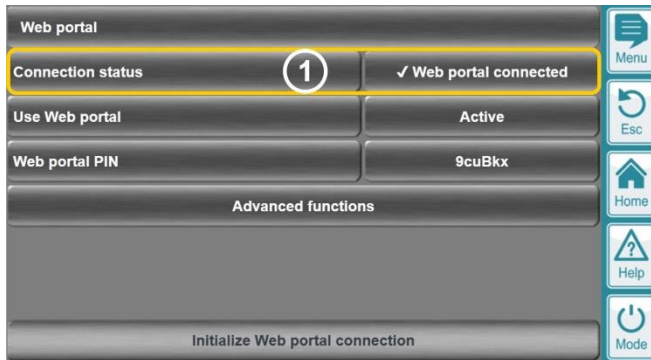 Web portal
Menu
Connection status 1 ✓ Web portal connected
Use Web portal Active
Esc
Web portal PIN 9cuBkx
Advanced functions
Home
Help
Initialize Web portal connection
Mode